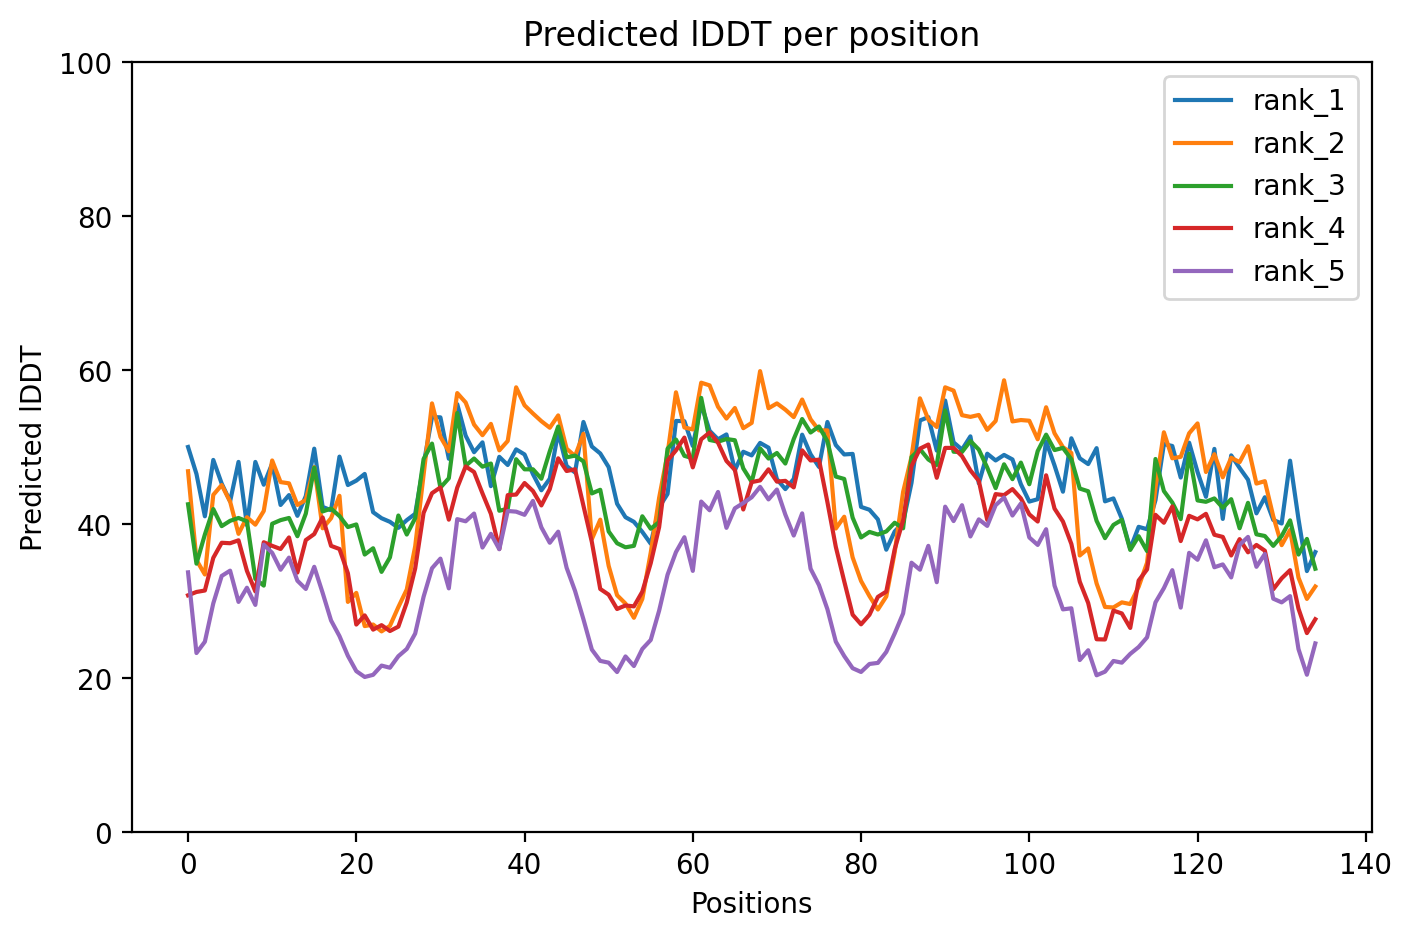 Predicted lDDT per position
100
80
60
40
20
0
Predicted lDDT
rank_1
rank_2
rank_3
rank_4
rank_5
0 20 40 60 80 100 120 140
Positions